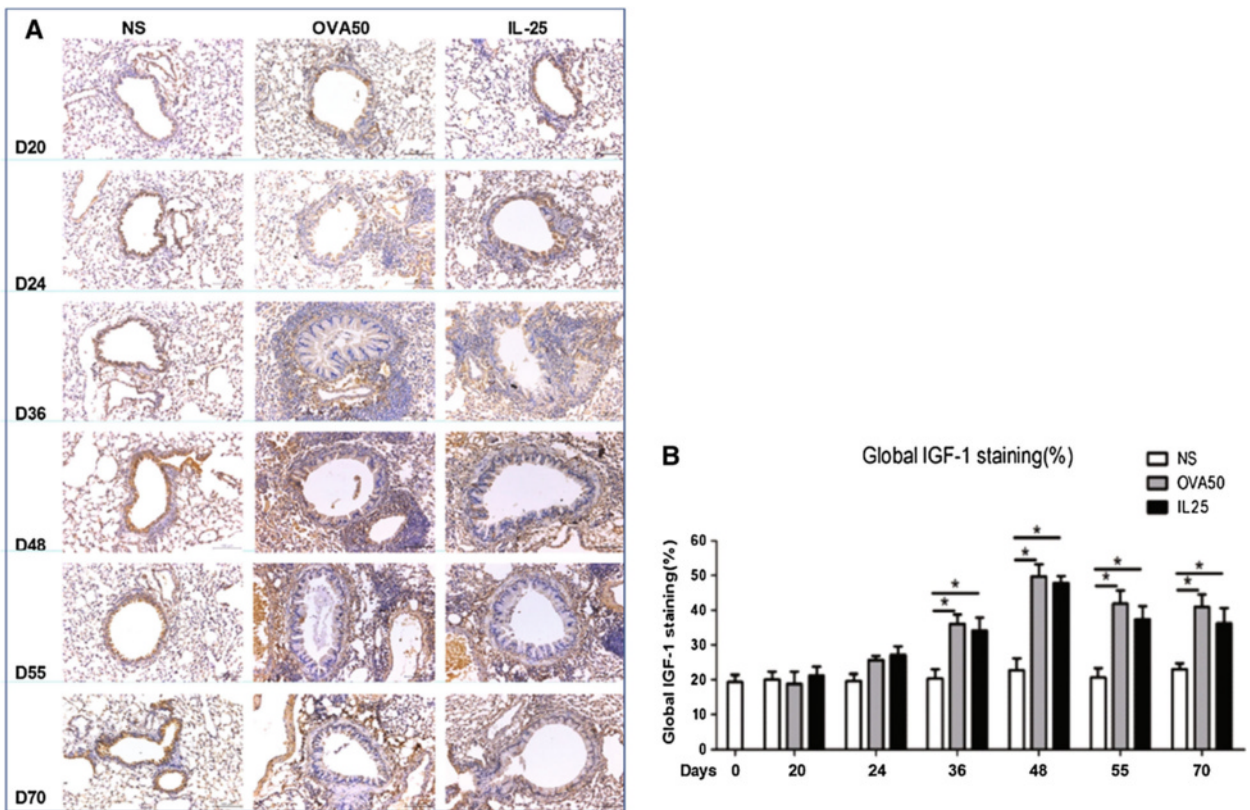 A
NS OVA50 IL-25
D20
D24
D36
D48
D55
D70
B
Global IGF-1 staining(%)
NS
OVA50
IL25
Global IGF-1 staining(%)
60
50
40
30
20
10
0
* *
* *
* *
* *
Days 0 20 24 36 48 55 70